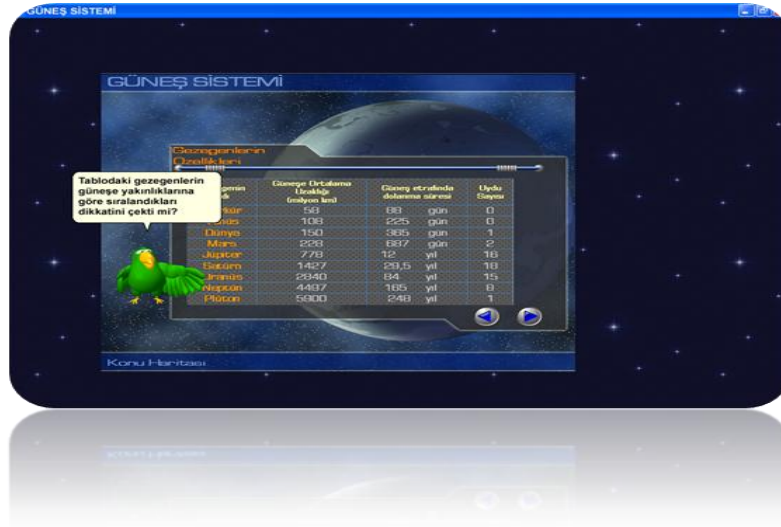 GÜNEŞ SİSTEMİ
GÜNEŞ SİSTEMİ
Gezegenlerin
Özellikleri
Tablodaki gezegenlerin
güneşe yakınlıklarına
göre sıralandıkları
dikkatini çekti mi?
Güneşe Ortalama Uzaklığı (milyon km) Güneş etrafında dolanma süresi Uydu Sayısı
58 88 gün 0
108 225 gün 0
Dünya 150 365 gün 1
Mars 228 687 gün 2
Jüpiter 778 12 yıl 16
Satürn 1427 29,5 yıl 18
Uranüs 2840 84 yıl 15
Neptün 4497 165 yıl 8
Plüton 5900 248 yıl 1
Konu Haritası